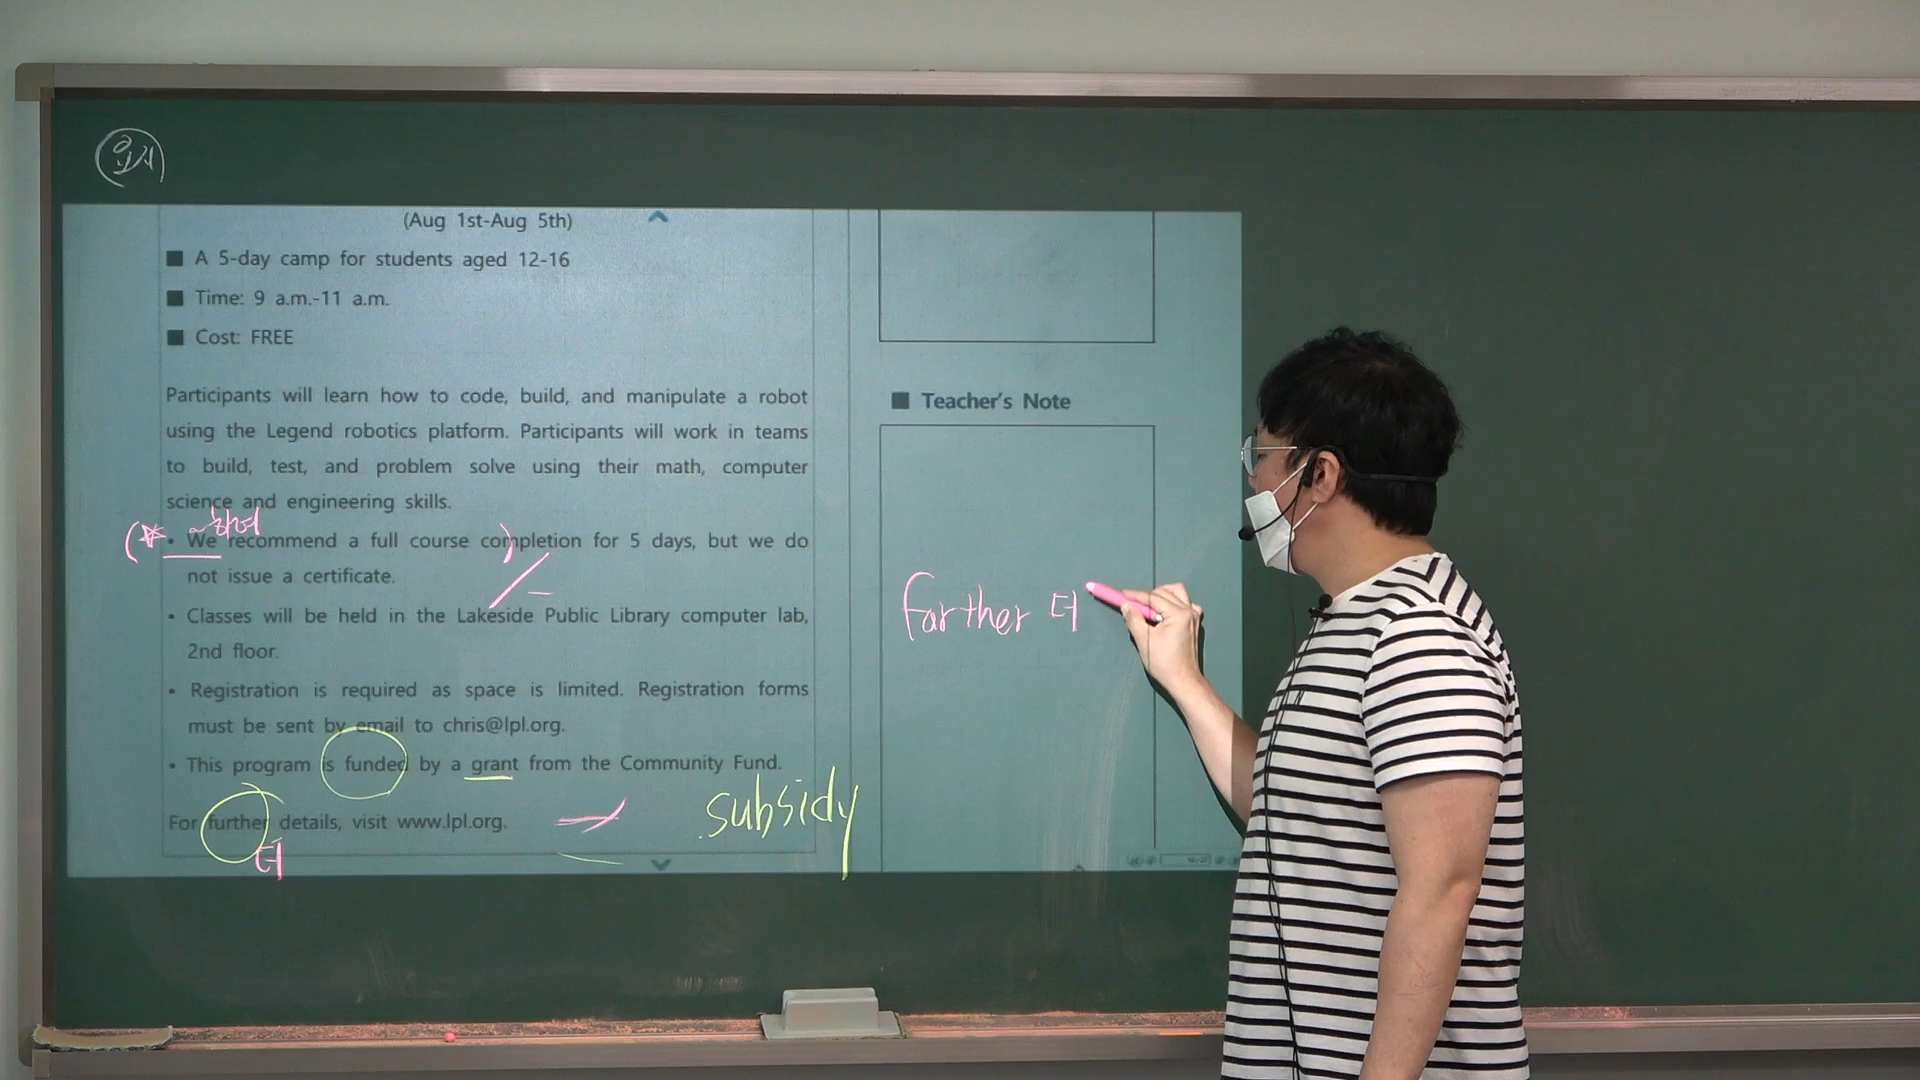 (Aug 1st-Aug 5th)
■ A 5-day camp for students aged 12-16
■ Time: 9 a.m.-11 a.m.
■ Cost: FREE
Participants will learn how to code, build, and manipulate a robot
using the Legend robotics platform. Participants will work in teams
to build, test, and problem solve using their math, computer
science and engineering skills.
• We recommend a full course completion for 5 days, but we do
not issue a certificate.
• Classes will be held in the Lakeside Public Library computer lab,
2nd floor.
• Registration is required as space is limited. Registration forms
must be sent by email to chris@lpl.org.
• This program is funded by a grant from the Community Fund.
subsidy
For further details, visit www.lpl.org.
더
■ Teacher's Note
farther 더